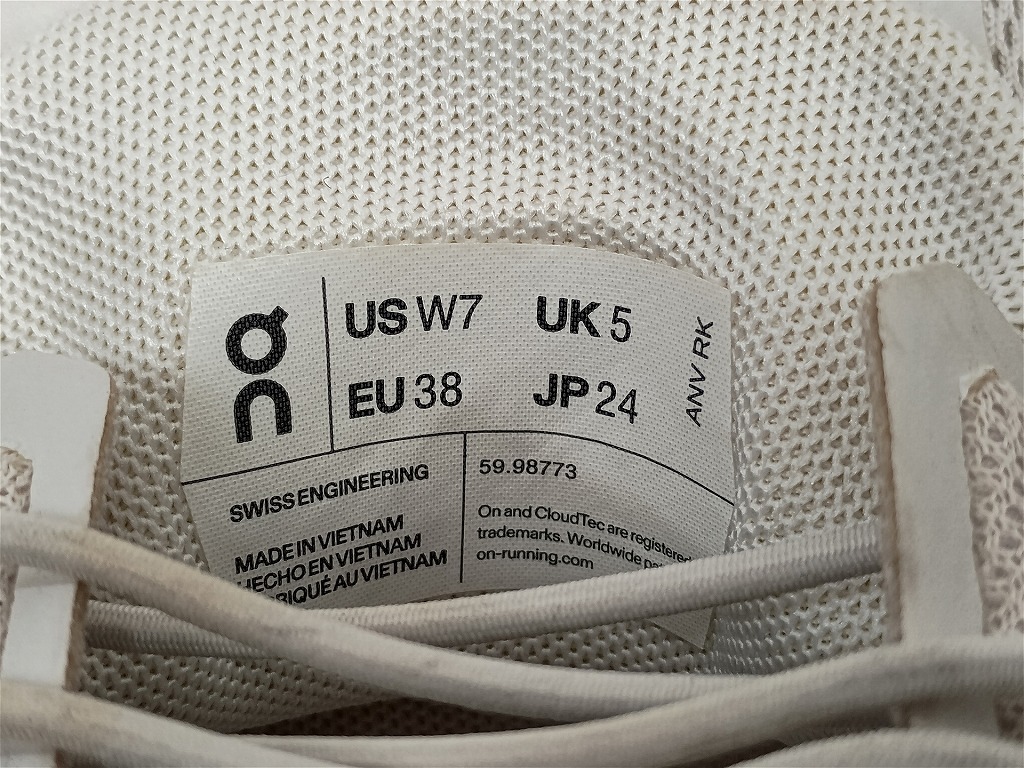 On
US W7 UK 5
EU 38 JP 24
ANV RK
SWISS ENGINEERING
MADE IN VIETNAM
HECHO EN VIETNAM
AU VIETNAM
59.98773
On and CloudTec are registered
trademarks. Worldwide
on-running.com